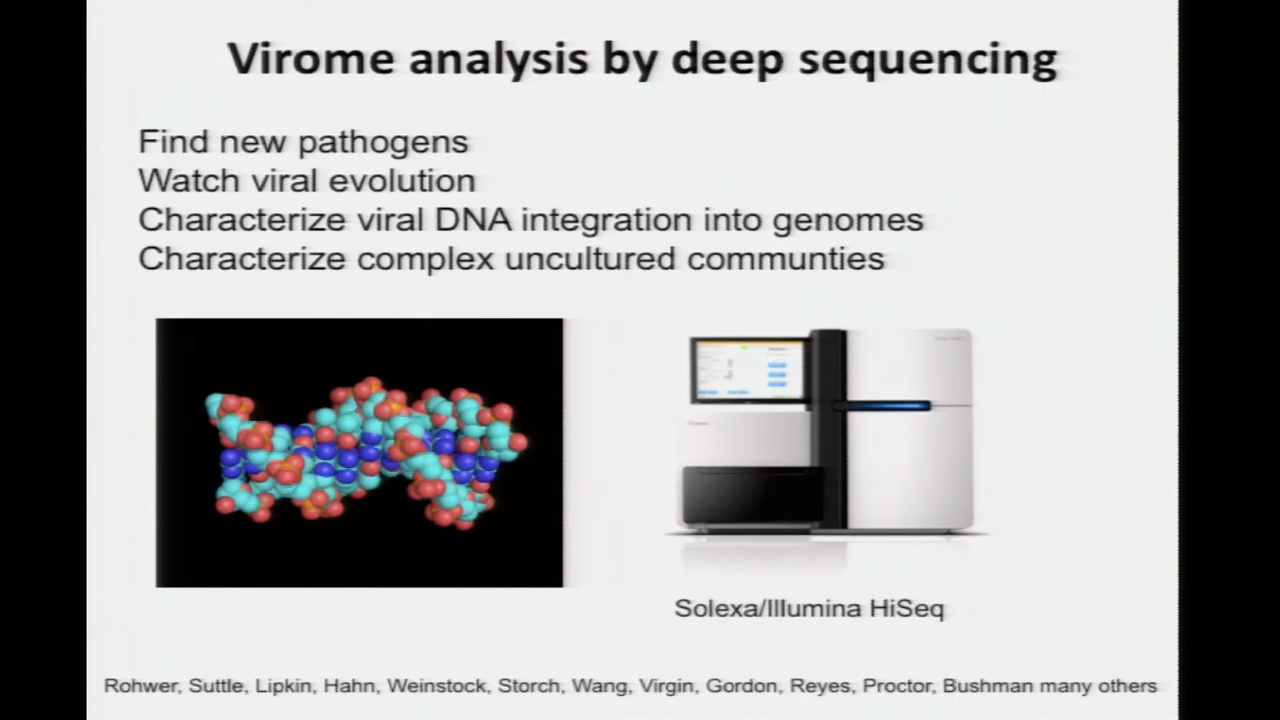 Virome analysis by deep sequencing
Find new pathogens
Watch viral evolution
Characterize viral DNA integration into genomes
Characterize complex uncultured communties
Solexa/Illumina HiSeq
Rohwer, Suttle, Lipkin, Hahn, Weinstock, Storch, Wang, Virgin, Gordon, Reyes, Proctor, Bushman many others